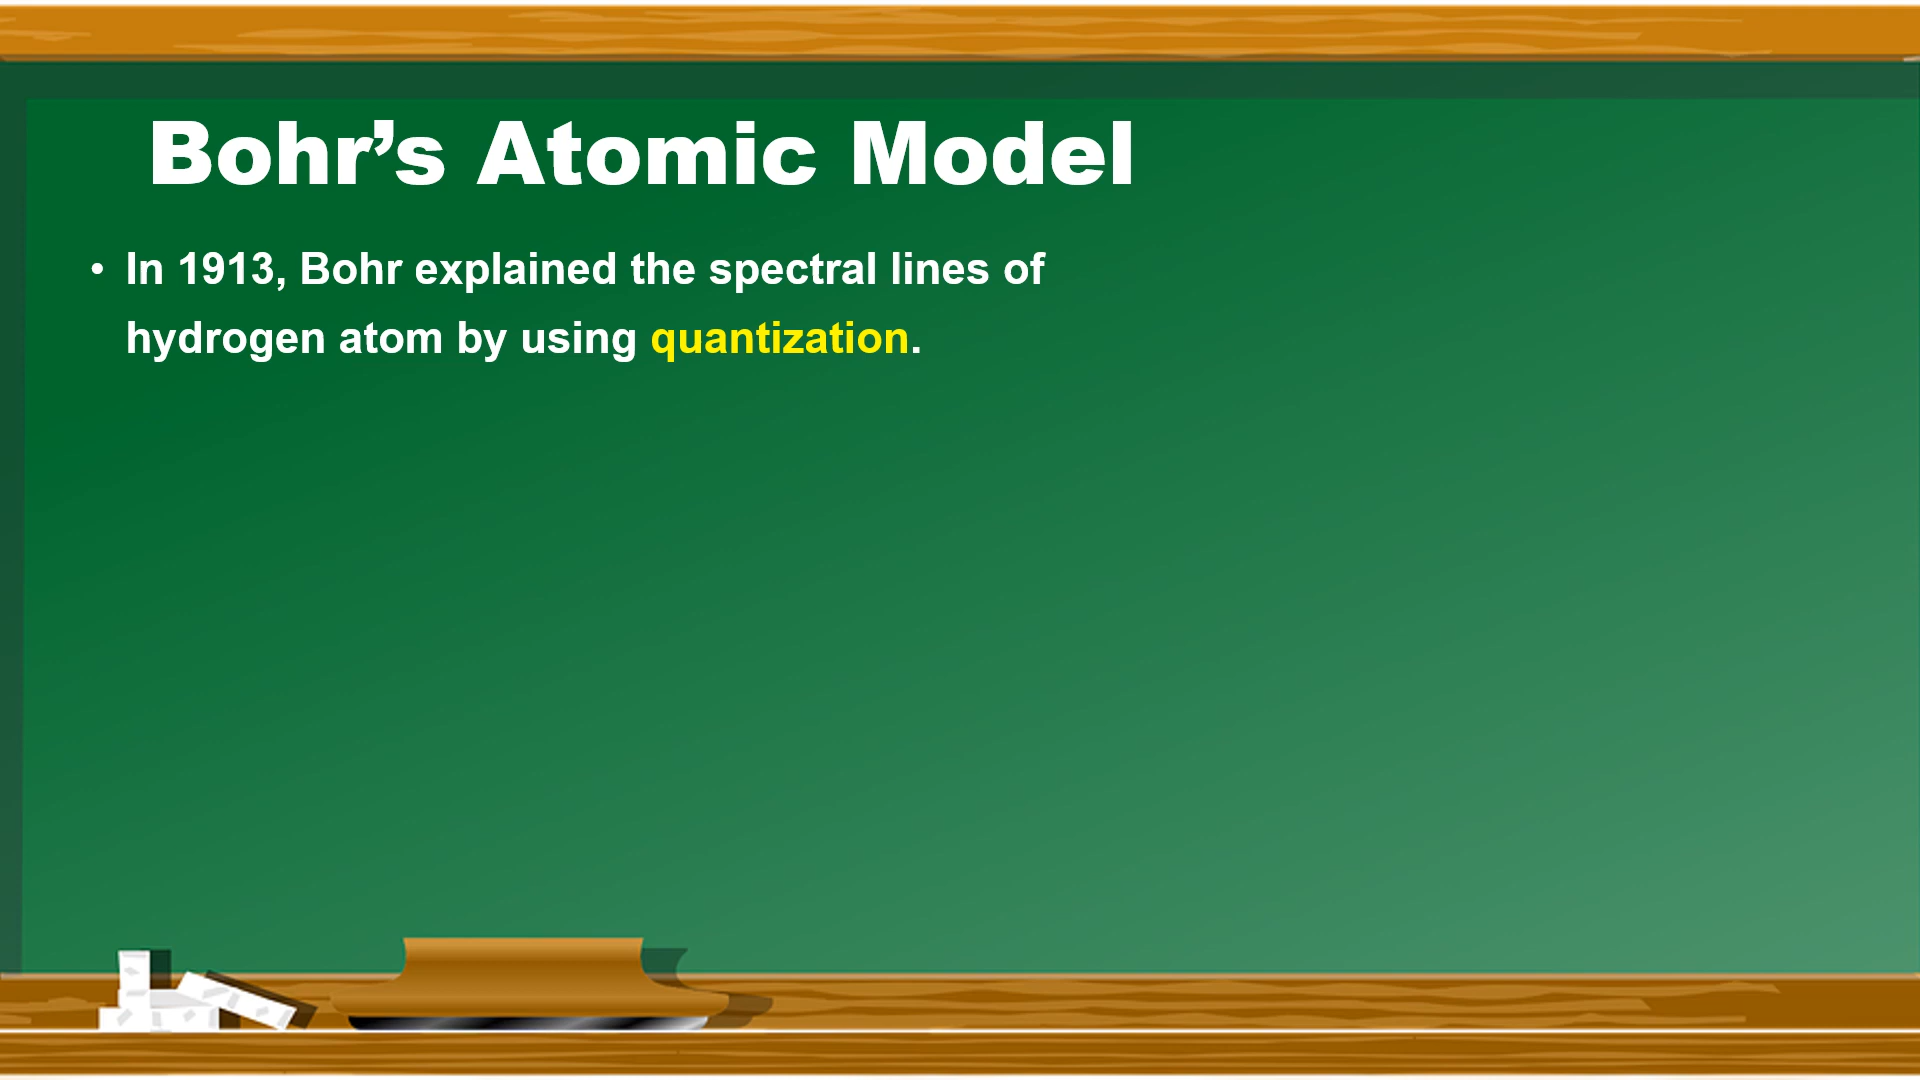 Bohr’s Atomic Model
• In 1913, Bohr explained the spectral lines of
hydrogen atom by using quantization.